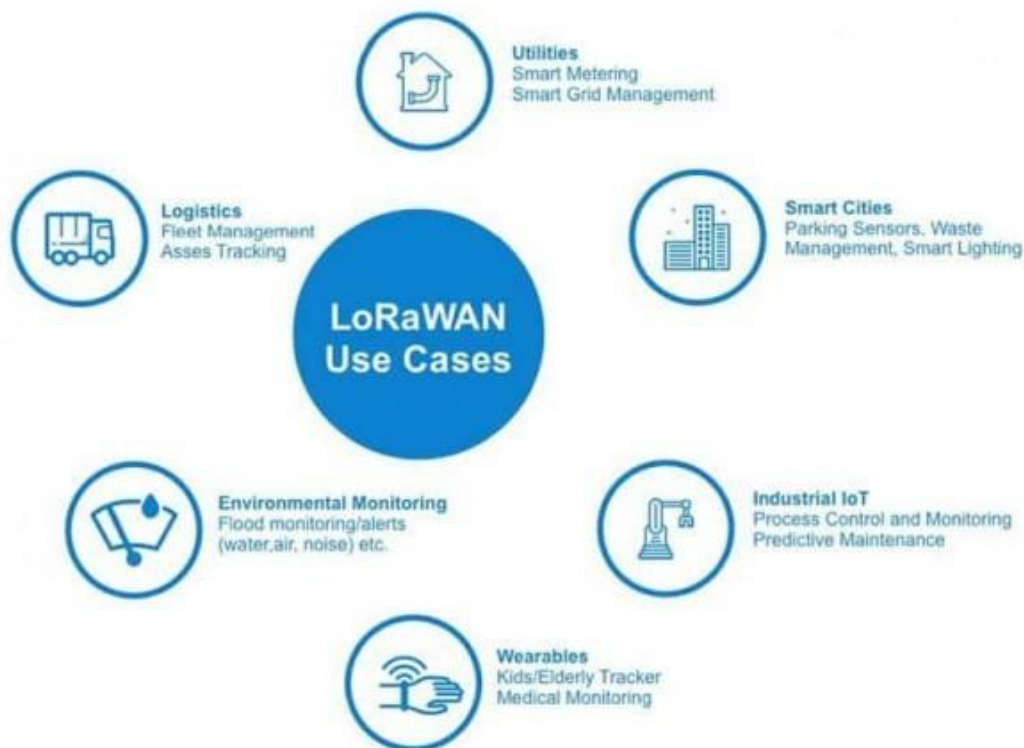 Utilities
Smart Metering
Smart Grid Management
Logistics
Fleet Management
Asses Tracking
Smart Cities
Parking Sensors, Waste
Management, Smart Lighting
LoRaWAN
Use Cases
Environmental Monitoring
Flood monitoring/alerts
(water,air, noise) etc.
Industrial IoT
Process Control and Monitoring
Predictive Maintenance
Wearables
Kids/Elderly Tracker
Medical Monitoring